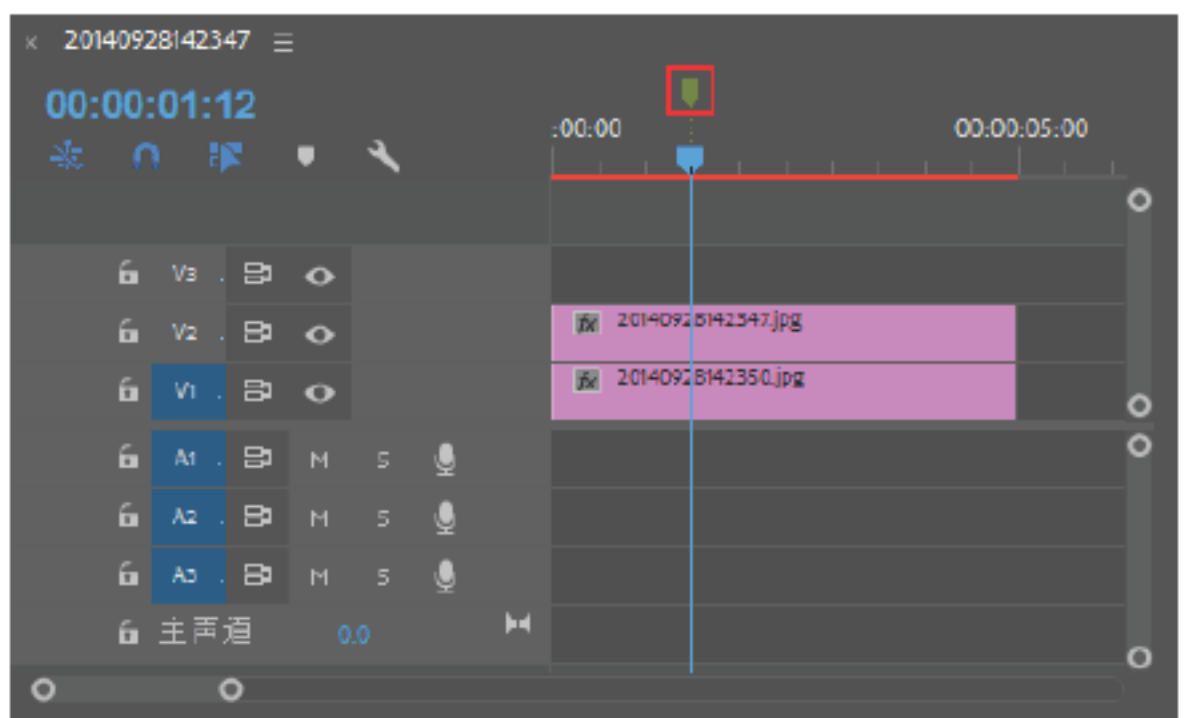 20140928142347
00:00:01:12
:00:00 00:00:05:00
V3
V2 20140928142347.jpg
V1 20140928142350.jpg
A1 M S
A2 M S
A3 M S
主声道 0.0